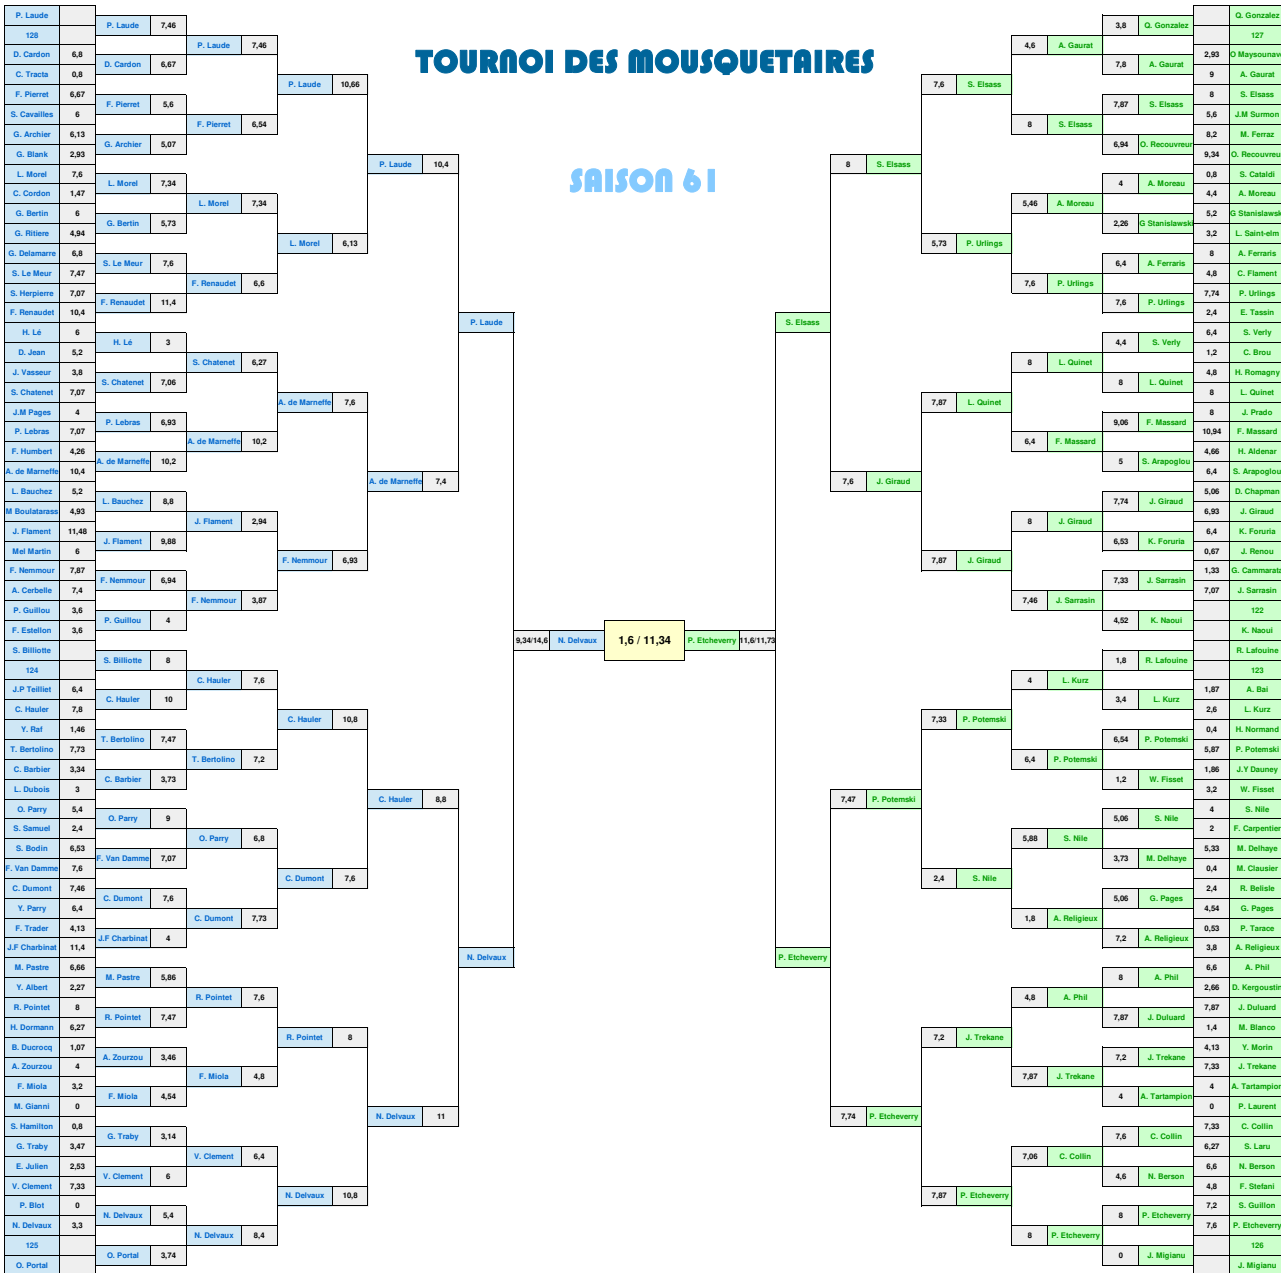 TOURNOI DES MOUSQUETAIRES
SAISON 61
P. Laude
128
D. Cardon 6,8
C. Tracta 0,8
F. Pierret 6,67
S. Cavailles 6
G. Archier 6,13
G. Blank 2,93
L. Morel 7,6
C. Cordon 1,47
G. Bertin 6
G. Ritiere 4,94
G. Delamarre 6,8
S. Le Meur 7,47
S. Herpierre 7,07
F. Renaudet 10,4
H. Lé 6
D. Jean 5,2
J. Vasseur 3,8
S. Chatenet 7,07
J.M Pages 4
P. Lebras 7,07
F. Humbert 4,26
A. de Marneffe 10,4
L. Bauchez 5,2
M Boulatarass 4,93
J. Flament 11,48
Mel Martin 6
F. Nemmour 7,87
A. Cerbelle 7,4
P. Guillou 3,6
F. Estellon 3,6
S. Billiotte
124
J.P Teilliet 6,4
C. Hauler 7,8
Y. Raf 1,46
T. Bertolino 7,73
C. Barbier 3,34
L. Dubois 3
O. Parry 5,4
S. Samuel 2,4
S. Bodin 6,53
F. Van Damme 7,6
C. Dumont 7,46
Y. Parry 6,4
F. Trader 4,13
J.F Charbinat 11,4
M. Pastre 6,66
Y. Albert 2,27
R. Pointet 8
H. Dormann 6,27
B. Ducrocq 1,07
A. Zourzou 4
F. Miola 3,2
M. Gianni 0
S. Hamilton 0,8
G. Traby 3,47
E. Julien 2,53
V. Clement 7,33
P. Blot 0
N. Delvaux 3,3
125
O. Portal
P. Laude 7,46
D. Cardon 6,67
F. Pierret 5,6
G. Archier 5,07
L. Morel 7,34
G. Bertin 5,73
S. Le Meur 7,6
F. Renaudet 11,4
H. Lé 3
S. Chatenet 7,06
P. Lebras 6,93
A. de Marneffe 10,2
L. Bauchez 8,8
J. Flament 9,88
F. Nemmour 6,94
P. Guillou 4
S. Billiotte 8
C. Hauler 10
T. Bertolino 7,47
C. Barbier 3,73
O. Parry 9
F. Van Damme 7,07
C. Dumont 7,6
J.F Charbinat 4
M. Pastre 5,86
R. Pointet 7,47
A. Zourzou 3,46
F. Miola 4,54
G. Traby 3,14
V. Clement 6
N. Delvaux 5,4
O. Portal 3,74
P. Laude 7,46
F. Pierret 6,54
L. Morel 7,34
F. Renaudet 6,6
S. Chatenet 6,27
A. de Marneffe 10,2
J. Flament 2,94
F. Nemmour 3,87
C. Hauler 7,6
T. Bertolino 7,2
O. Parry 6,8
C. Dumont 7,73
R. Pointet 7,6
F. Miola 4,8
V. Clement 6,4
N. Delvaux 8,4
P. Laude 10,66
L. Morel 6,13
A. de Marneffe 7,6
F. Nemmour 6,93
C. Hauler 10,8
C. Dumont 7,6
R. Pointet 8
N. Delvaux 10,8
P. Laude 10,4
A. de Marneffe 7,4
C. Hauler 8,8
N. Delvaux 11
P. Laude
N. Delvaux
9,34/14,6 N. Delvaux 1,6 / 11,34 P. Etcheverry 11,6/11,73
S. Elsass
P. Etcheverry
8 S. Elsass
7,6 J. Giraud
7,47 P. Potemski
7,74 P. Etcheverry
7,6 S. Elsass
5,73 P. Urlings
7,87 L. Quinet
7,87 J. Giraud
7,33 P. Potemski
2,4 S. Nile
7,2 J. Trekane
7,87 P. Etcheverry
4,6 A. Gaurat
8 S. Elsass
5,46 A. Moreau
7,6 P. Urlings
8 L. Quinet
6,4 F. Massard
8 J. Giraud
7,46 J. Sarrasin
4 L. Kurz
6,4 P. Potemski
5,88 S. Nile
1,8 A. Religieux
4,8 A. Phil
7,87 J. Trekane
7,06 C. Collin
8 P. Etcheverry
3,8 Q. Gonzalez
7,8 A. Gaurat
7,87 S. Elsass
6,94 O. Recouvreur
4 A. Moreau
2,26 G Stanislawski
6,4 A. Ferraris
7,6 P. Urlings
4,4 S. Verly
8 L. Quinet
9,06 F. Massard
5 S. Arapoglou
7,74 J. Giraud
6,53 K. Foruria
7,33 J. Sarrasin
4,52 K. Naoui
1,8 R. Lafouine
3,4 L. Kurz
6,54 P. Potemski
1,2 W. Fisset
5,06 S. Nile
3,73 M. Delhaye
5,06 G. Pages
7,2 A. Religieux
8 A. Phil
7,87 J. Duluard
7,2 J. Trekane
4 A. Tartampion
7,6 C. Collin
4,6 N. Berson
8 P. Etcheverry
0 J. Migianu
Q. Gonzalez
127
2,93 O Maysounave
9 A. Gaurat
8 S. Elsass
5,6 J.M Surmon
8,2 M. Ferraz
9,34 O. Recouvreur
0,8 S. Cataldi
4,4 A. Moreau
5,2 G Stanislawski
3,2 L. Saint-elm
8 A. Ferraris
4,8 C. Flament
7,74 P. Urlings
2,4 E. Tassin
6,4 S. Verly
1,2 C. Brou
4,8 H. Romagny
8 L. Quinet
8 J. Prado
10,94 F. Massard
4,66 H. Aldenar
6,4 S. Arapoglou
5,06 D. Chapman
6,93 J. Giraud
6,4 K. Foruria
0,67 J. Renou
1,33 G. Cammarata
7,07 J. Sarrasin
122
K. Naoui
R. Lafouine
123
1,87 A. Bai
2,6 L. Kurz
0,4 H. Normand
5,87 P. Potemski
1,86 J.Y Dauney
3,2 W. Fisset
4 S. Nile
2 F. Carpentier
5,33 M. Delhaye
0,4 M. Clausier
2,4 R. Belisle
4,54 G. Pages
0,53 P. Tarace
3,8 A. Religieux
6,6 A. Phil
2,66 D. Kergoustin
7,87 J. Duluard
1,4 M. Blanco
4,13 Y. Morin
7,33 J. Trekane
4 A. Tartampion
0 P. Laurent
7,33 C. Collin
6,27 S. Laru
6,6 N. Berson
4,8 F. Stefani
7,2 S. Guillon
7,6 P. Etcheverry
126
J. Migianu